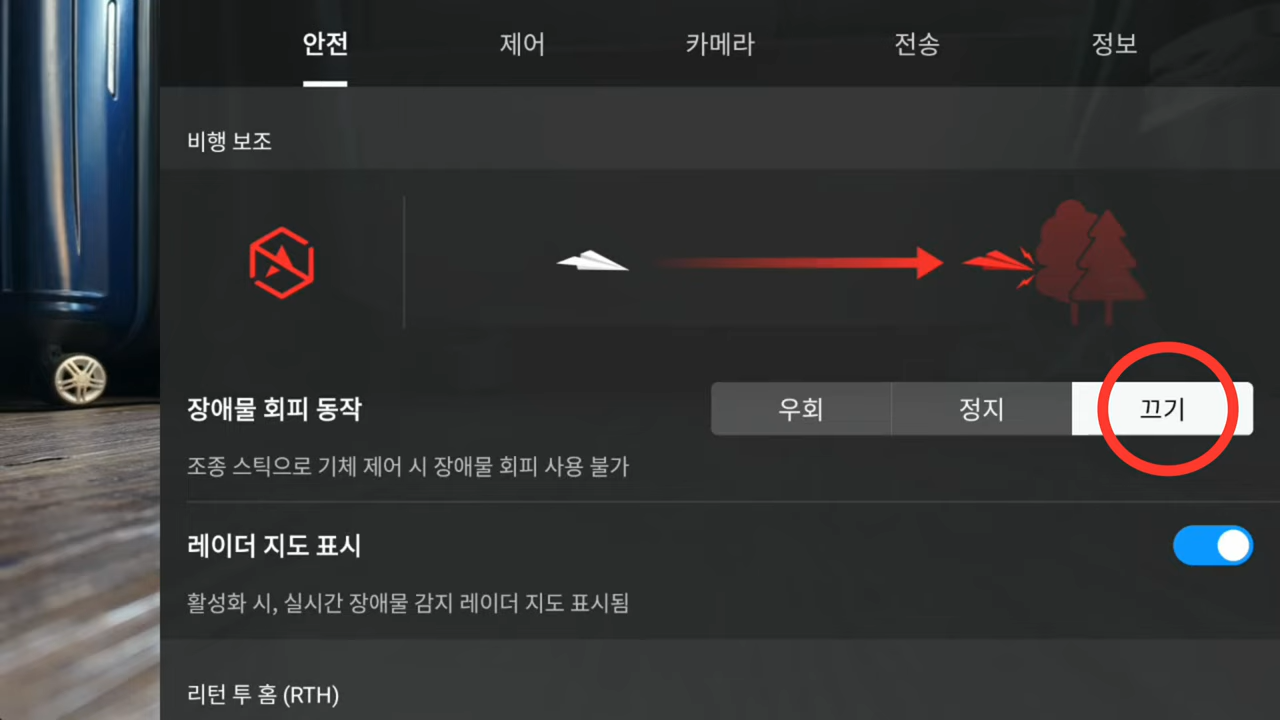 안전 제어 카메라 전송 정보
비행 보조
장애물 회피 동작 우회 정지 끄기
조종 스틱으로 기체 제어 시 장애물 회피 사용 불가
레이더 지도 표시
활성화 시, 실시간 장애물 감지 레이더 지도 표시됨
리턴 투 홈 (RTH)